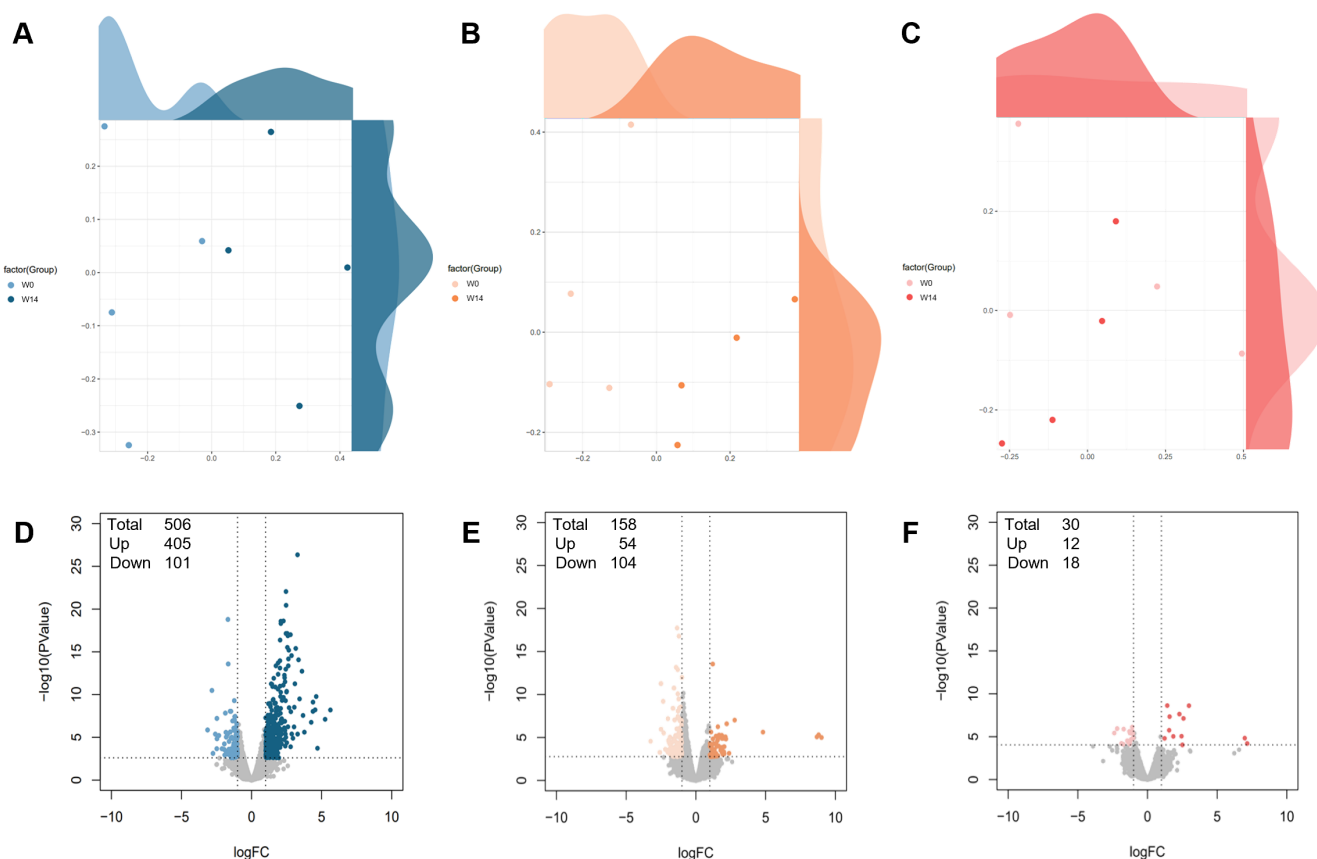 A
B
C
0.2
0.1
0.0
−0.1
−0.2
−0.3
−0.2
0.0
0.2
0.4
factor(Group)
W0
W14
0.4
0.2
0.0
−0.2
−0.2
0.0
0.2
factor(Group)
W0
W14
0.2
0.0
−0.2
−0.25
0.00
0.25
0.5
factor(Group)
W0
W14
D
Total 506
Up 405
Down 101
30
25
20
15
10
5
0
−log10(PValue)
−10 −5 0 5 10
logFC
E
Total 158
Up 54
Down 104
30
25
20
15
10
5
0
−log10(PValue)
−10 −5 0 5 10
logFC
F
Total 30
Up 12
Down 18
30
25
20
15
10
5
0
−log10(PValue)
−10 −5 0 5 10
logFC